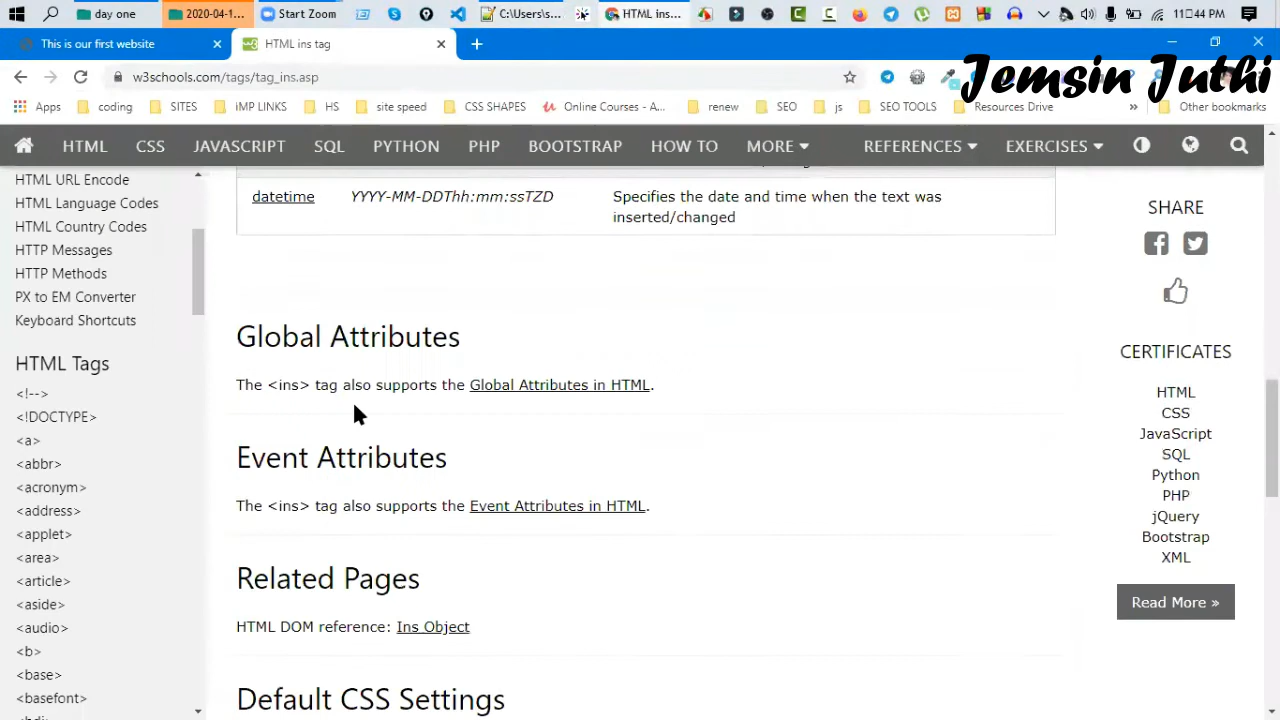 day one
2020-04-1...
Start Zoom
C:\Users\s...
HTML ins...
11:44 PM
This is our first website
HTML ins tag
w3schools.com/tags/tag_ins.asp
Jemsin Juthi
Apps
coding
SITES
iMP LINKS
HS
site speed
CSS SHAPES
Online Courses - A...
renew
SEO
js
SEO TOOLS
Resources Drive
»
Other bookmarks
HTML
CSS
JAVASCRIPT
SQL
PYTHON
PHP
BOOTSTRAP
HOW TO
MORE
REFERENCES
EXERCISES
HTML URL Encode
HTML Language Codes
HTML Country Codes
HTTP Messages
HTTP Methods
PX to EM Converter
Keyboard Shortcuts
HTML Tags
<!-->
<!DOCTYPE>
<a>
<abbr>
<acronym>
<address>
<applet>
<area>
<article>
<aside>
<audio>
<b>
<base>
<basefont>
datetime YYYY-MM-DDThh:mm:ssTZD Specifies the date and time when the text was
inserted/changed
Global Attributes
The <ins> tag also supports the Global Attributes in HTML.
Event Attributes
The <ins> tag also supports the Event Attributes in HTML.
Related Pages
HTML DOM reference: Ins Object
Default CSS Settings
SHARE
CERTIFICATES
HTML
CSS
JavaScript
SQL
Python
PHP
jQuery
Bootstrap
XML
Read More »